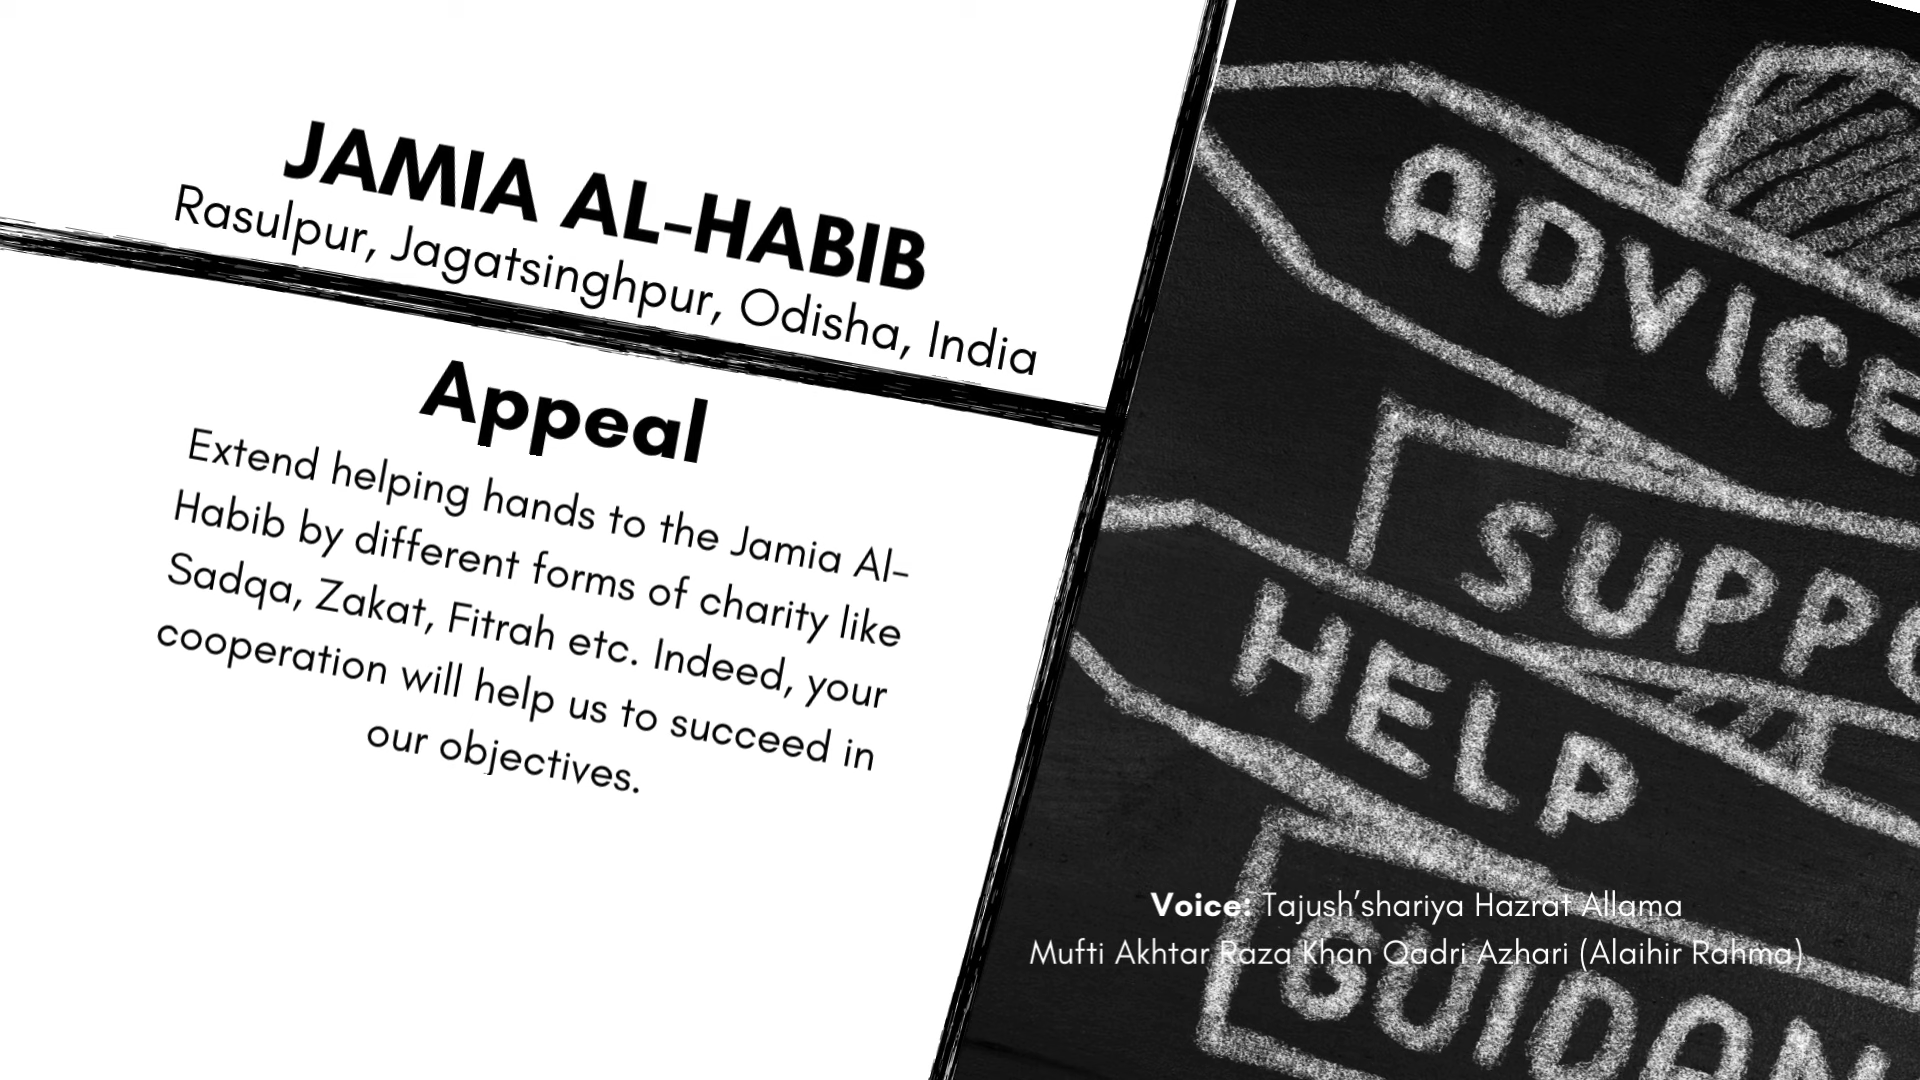 JAMIA AL-HABIB
Rasulpur, Jagatsinghpur, Odisha, India
Appeal
Extend helping hands to the Jamia Al-
Habib by different forms of charity like
Sadqa, Zakat, Fitrah etc. Indeed, your
cooperation will help us to succeed in
our objectives.
ADVICE
SUPPO
HELP
GUIDAN
Voice: Tajush'shariya Hazrat Allama
Mufti Akhtar Raza Khan Qadri Azhari (Alaihir Rahma)